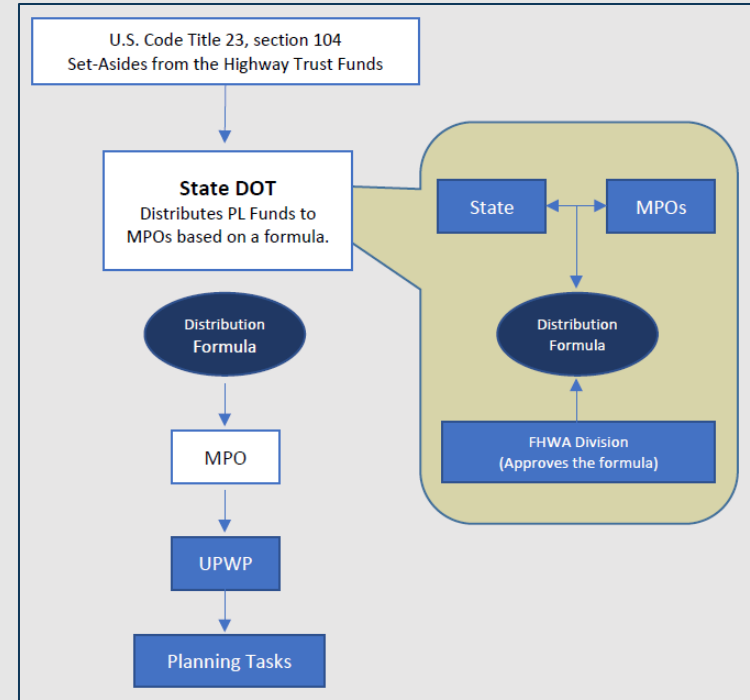 U.S. Code Title 23, section 104
Set-Asides from the Highway Trust Funds
State DOT
Distributes PL Funds to
MPOs based on a formula.
Distribution
Formula
MPO
UPWP
Planning Tasks
State
MPOs
Distribution
Formula
FHWA Division
(Approves the formula)